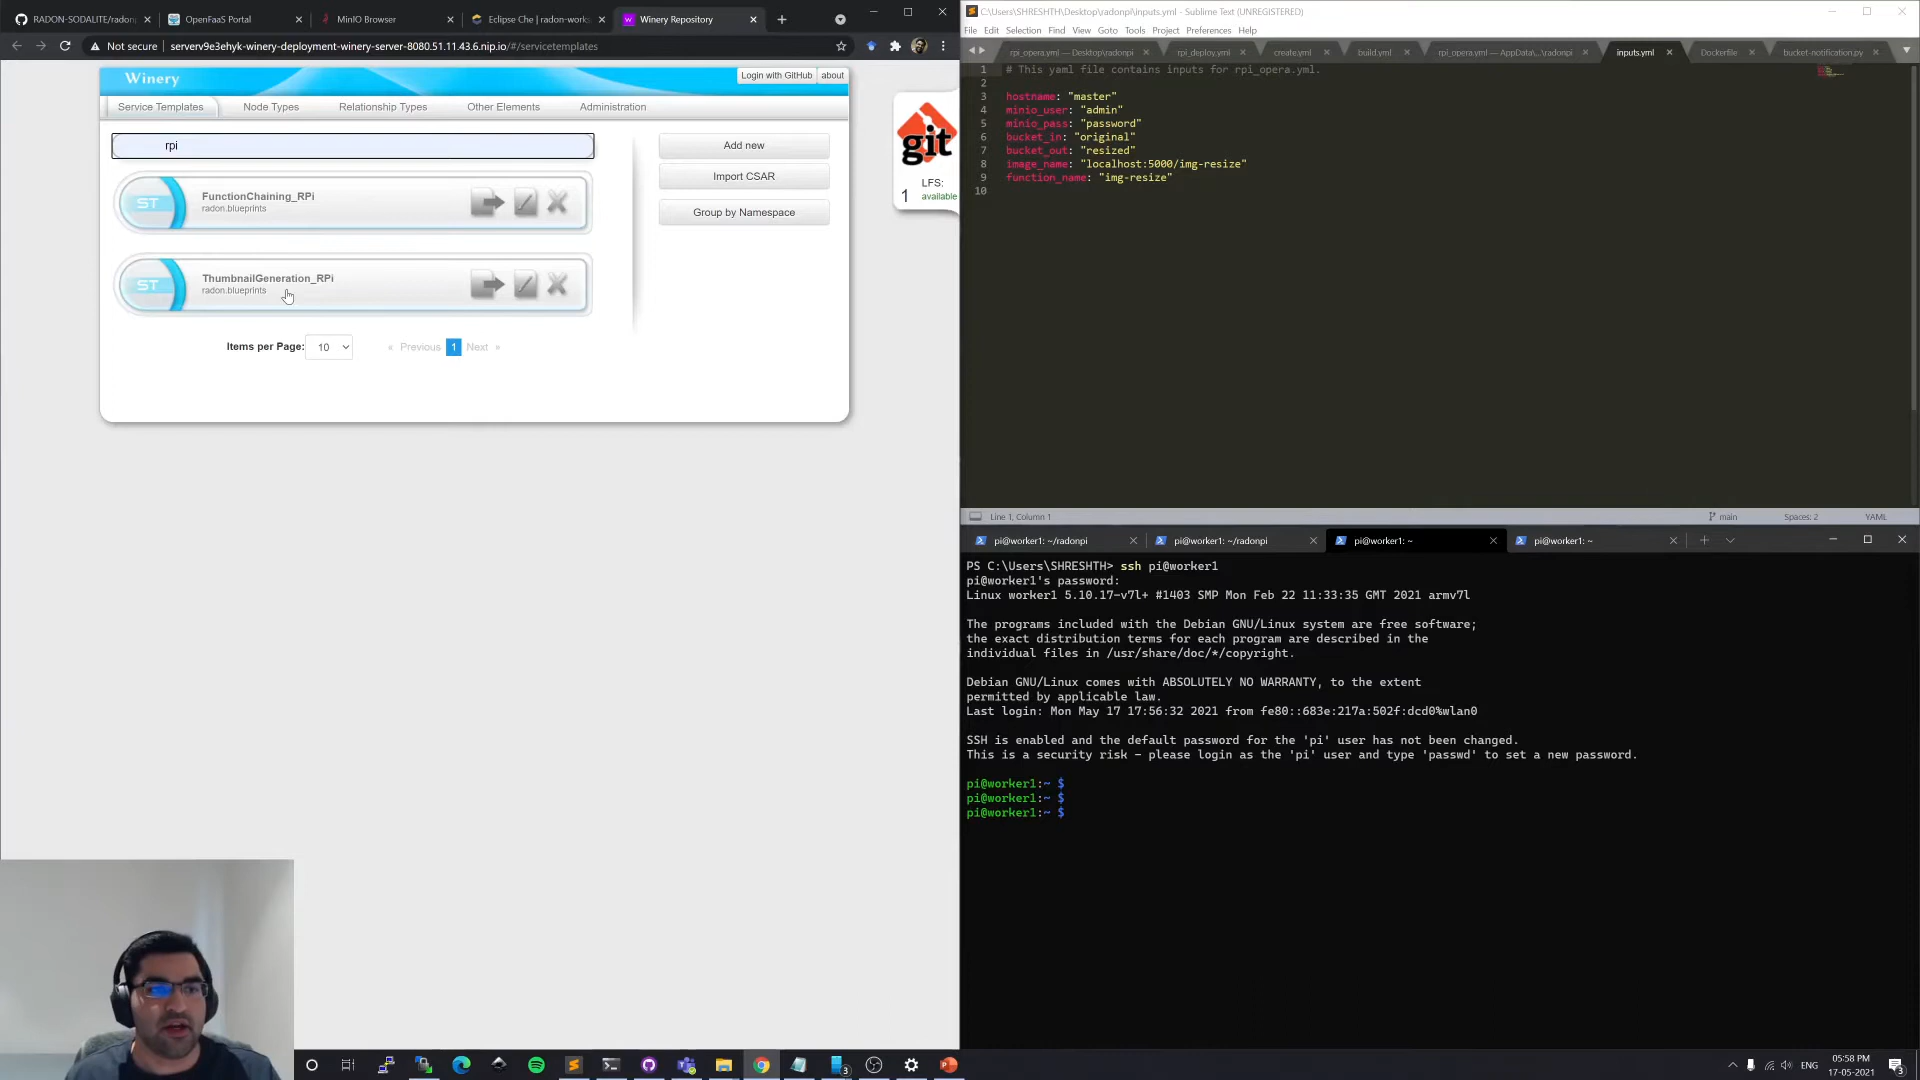 RADON-SODALITE/radonp
OpenFaaS Portal
MinIO Browser
Eclipse Che | radon-works
Winery Repository
Not secure
serverv9e3ehyk-winery-deployment-winery-server-8080.51.11.43.6.nip.io/#/servicetemplates
Winery
Login with GitHub
about
Service Templates
Node Types
Relationship Types
Other Elements
Administration
rpi
Add new
Import CSAR
Group by Namespace
git
LFS:
1 available
ST
FunctionChaining_RPi
radon.blueprints
ST
ThumbnailGeneration_RPi
radon.blueprints
Items per Page: 10
« Previous 1 Next »
C:\Users\SHRESHTH\Desktop\radonpi\inputs.yml - Sublime Text (UNREGISTERED)
File Edit Selection Find View Goto Tools Project Preferences Help
rpi_opera.yml — Desktop\radonpi
rpi_deploy.yml
create.yml
build.yml
rpi_opera.yml — AppData\...\radonpi
inputs.yml
Dockerfile
bucket-notification.py
1 # This yaml file contains inputs for rpi_opera.yml.
2
3 hostname: "master"
4 minio_user: "admin"
5 minio_pass: "password"
6 bucket_in: "original"
7 bucket_out: "resized"
8 image_name: "localhost:5000/img-resize"
9 function_name: "img-resize"
10
Line 1, Column 1
main
Spaces: 2
YAML
pi@worker1: ~/radonpi
pi@worker1: ~/radonpi
pi@worker1: ~
pi@worker1: ~
PS C:\Users\SHRESHTH> ssh pi@worker1
pi@worker1's password:
Linux worker1 5.10.17-v7l+ #1403 SMP Mon Feb 22 11:33:35 GMT 2021 armv7l
The programs included with the Debian GNU/Linux system are free software;
the exact distribution terms for each program are described in the
individual files in /usr/share/doc/*/copyright.
Debian GNU/Linux comes with ABSOLUTELY NO WARRANTY, to the extent
permitted by applicable law.
Last login: Mon May 17 17:56:32 2021 from fe80::683e:217a:502f:dcd0%wlan0
SSH is enabled and the default password for the 'pi' user has not been changed.
This is a security risk - please login as the 'pi' user and type 'passwd' to set a new password.
pi@worker1:~ $
pi@worker1:~ $
pi@worker1:~ $
ENG
05:58 PM
17-05-2021
3
3